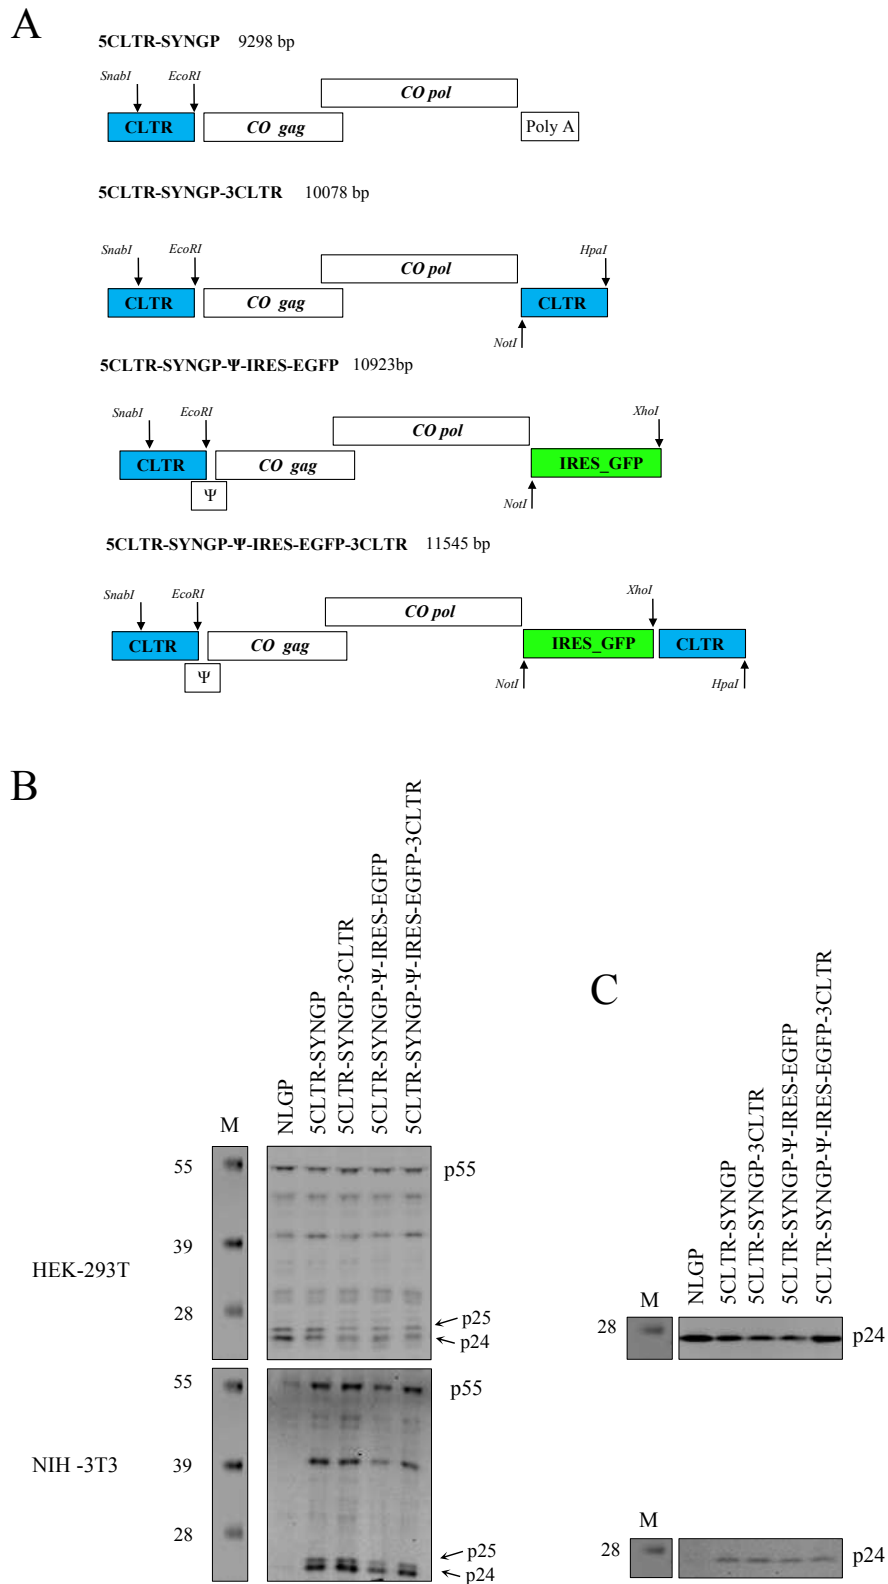 A
5CLTR-SYNGP 9298 bp
SnabI EcoRI
CO pol
CLTR CO gag Poly A
5CLTR-SYNGP-3CLTR 10078 bp
SnabI EcoRI HpaI
CO pol
CLTR CO gag CLTR
NotI
5CLTR-SYNGP-Ψ-IRES-EGFP 10923bp
SnabI EcoRI XhoI
CO pol
CLTR CO gag IRES_GFP
Ψ NotI
5CLTR-SYNGP-Ψ-IRES-EGFP-3CLTR 11545 bp
SnabI EcoRI XhoI
CO pol
CLTR CO gag IRES_GFP CLTR
Ψ NotI HpaI
B
M
NLGP
5CLTR-SYNGP
5CLTR-SYNGP-3CLTR
5CLTR-SYNGP-Ψ-IRES-EGFP
5CLTR-SYNGP-Ψ-IRES-EGFP-3CLTR
HEK-293T
55 p55
39
28
p25
p24
NIH -3T3
55 p55
39
28
p25
p24
C
M
NLGP
5CLTR-SYNGP
5CLTR-SYNGP-3CLTR
5CLTR-SYNGP-Ψ-IRES-EGFP
5CLTR-SYNGP-Ψ-IRES-EGFP-3CLTR
28 p24
M
28 p24